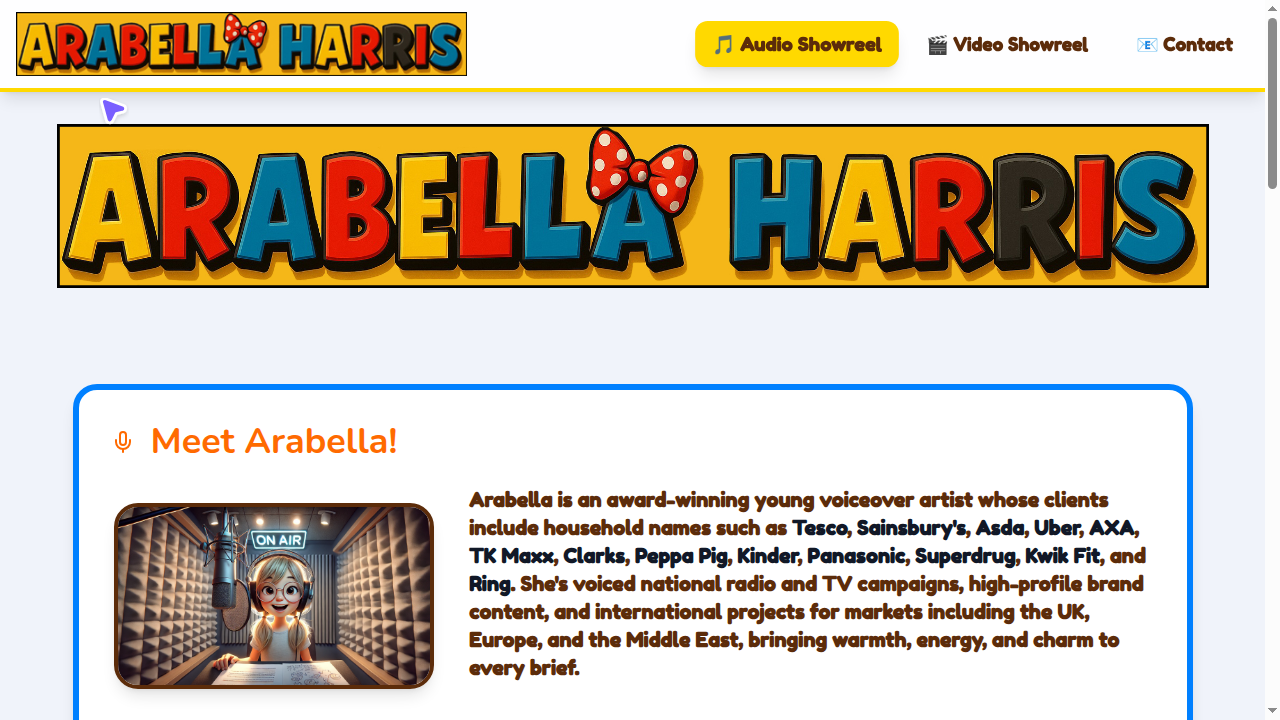 ARABELLA HARRIS
🎵 Audio Showreel
🎬 Video Showreel
📧 Contact
ARABELLA HARRIS
Meet Arabella!
ON AIR
Arabella is an award-winning young voiceover artist whose clients
include household names such as Tesco, Sainsbury's, Asda, Uber, AXA,
TK Maxx, Clarks, Peppa Pig, Kinder, Panasonic, Superdrug, Kwik Fit, and
Ring. She's voiced national radio and TV campaigns, high-profile brand
content, and international projects for markets including the UK,
Europe, and the Middle East, bringing warmth, energy, and charm to
every brief.